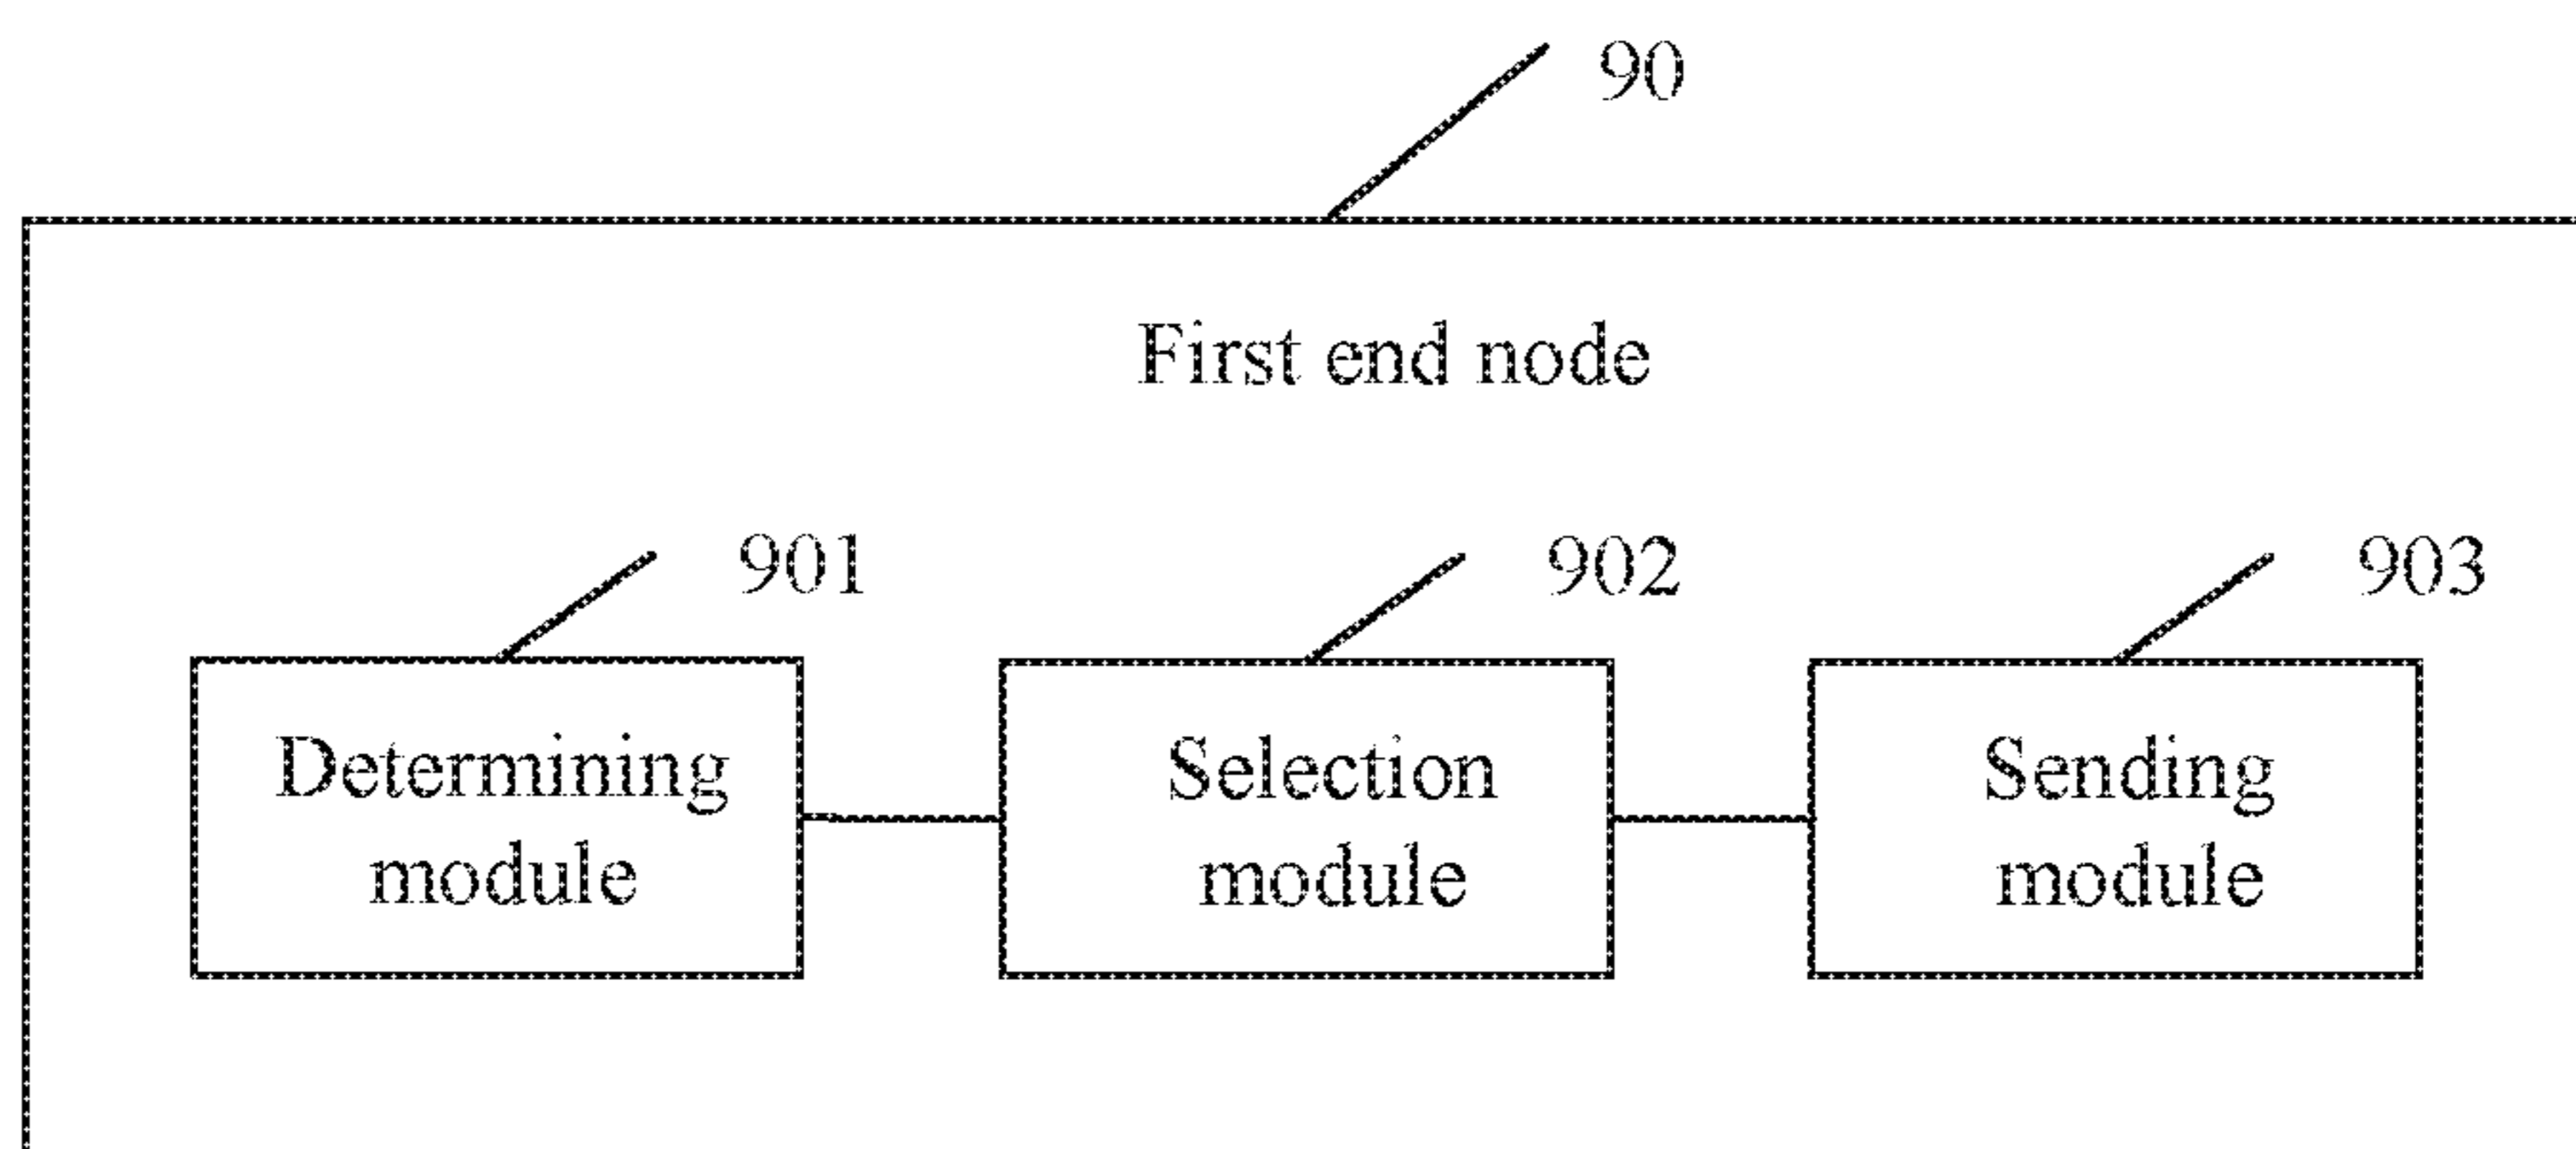 90
First end node
901
902
903
Determining
module
Selection
module
Sending
module